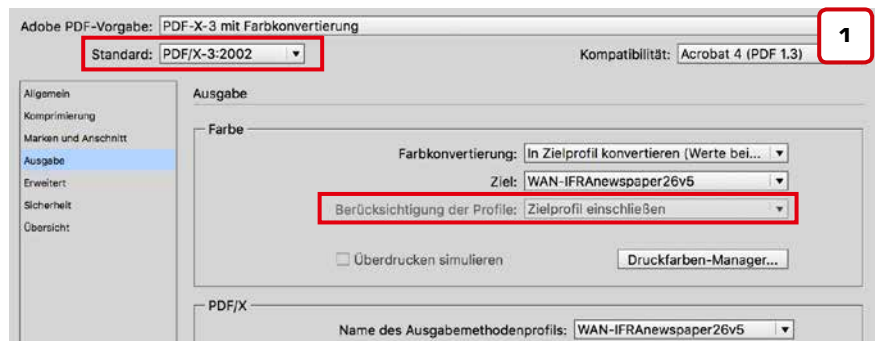 Adobe PDF-Vorgabe: PDF-X-3 mit Farbkonvertierung
1
Standard: PDF/X-3:2002 Kompatibilität: Acrobat 4 (PDF 1.3)
Allgemein
Komprimierung
Marken und Anschnitt
Ausgabe
Erweitert
Sicherheit
Übersicht
Ausgabe
Farbe
Farbkonvertierung: In Zielprofil konvertieren (Werte bei...
Ziel: WAN-IFRAnewspaper26v5
Berücksichtigung der Profile: Zielprofil einschließen
Überdrucken simulieren Druckfarben-Manager...
PDF/X
Name des Ausgabemethodenprofils: WAN-IFRAnewspaper26v5